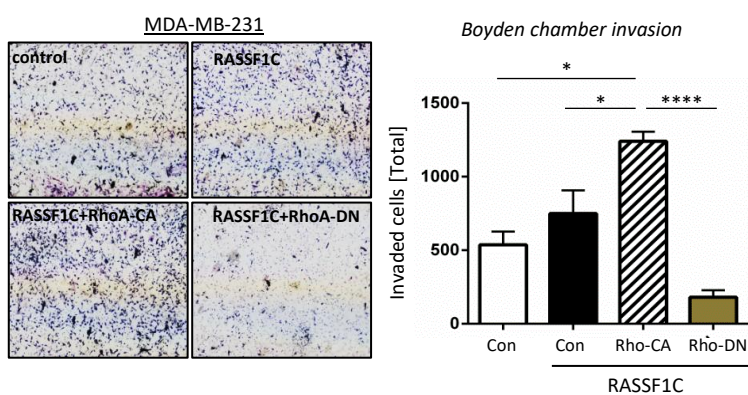 MDA-MB-231
control
RASSF1C
RASSF1C+RhoA-CA
RASSF1C+RhoA-DN
Boyden chamber invasion
*
* ****
Invaded cells [Total]
1500
1000
500
0
Con Con Rho-CA Rho-DN
RASSF1C